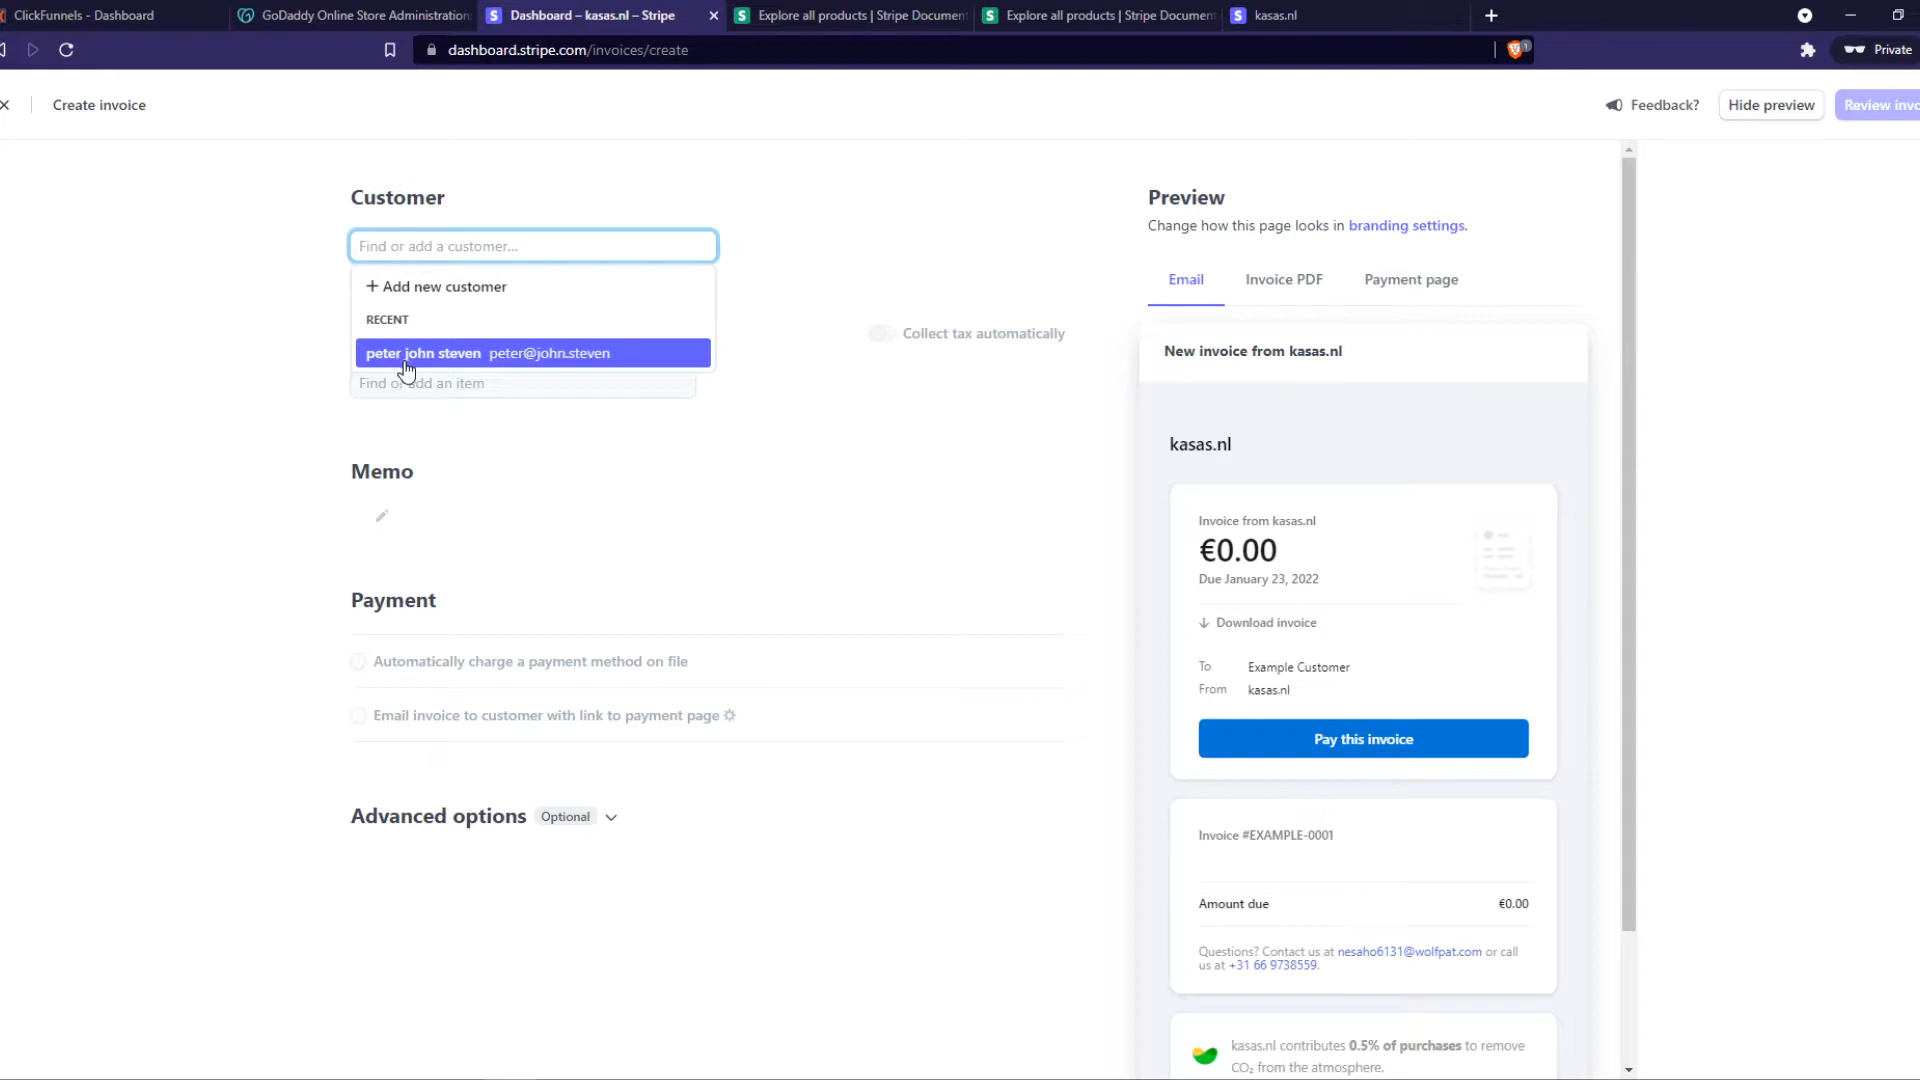 ClickFunnels - Dashboard
GoDaddy Online Store Administration
Dashboard – kasas.nl – Stripe
Explore all products | Stripe Document
Explore all products | Stripe Document
kasas.nl
dashboard.stripe.com/invoices/create
1
Private
Create invoice
Feedback?
Hide preview
Review invo
Customer
Find or add a customer...
+ Add new customer
RECENT
peter john steven peter@john.steven
Find or add an item
Collect tax automatically
Memo
Payment
Automatically charge a payment method on file
Email invoice to customer with link to payment page
Advanced options Optional
Preview
Change how this page looks in branding settings.
Email Invoice PDF Payment page
New invoice from kasas.nl
kasas.nl
Invoice from kasas.nl
€0.00
Due January 23, 2022
Download invoice
To Example Customer
From kasas.nl
Pay this invoice
Invoice #EXAMPLE-0001
Amount due €0.00
Questions? Contact us at nesaho6131@wolfpat.com or call
us at +31 66 9738559.
kasas.nl contributes 0.5% of purchases to remove
CO₂ from the atmosphere.